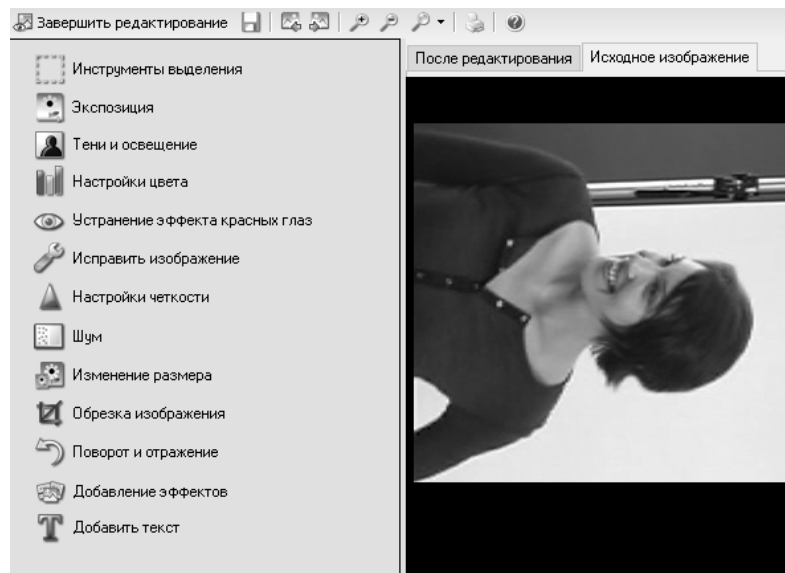 Завершить редактирование
После редактирования
Исходное изображение
Инструменты выделения
Экспозиция
Тени и освещение
Настройки цвета
Устранение эффекта красных глаз
Исправить изображение
Настройки четкости
Шум
Изменение размера
Обрезка изображения
Поворот и отражение
Добавление эффектов
Добавить текст